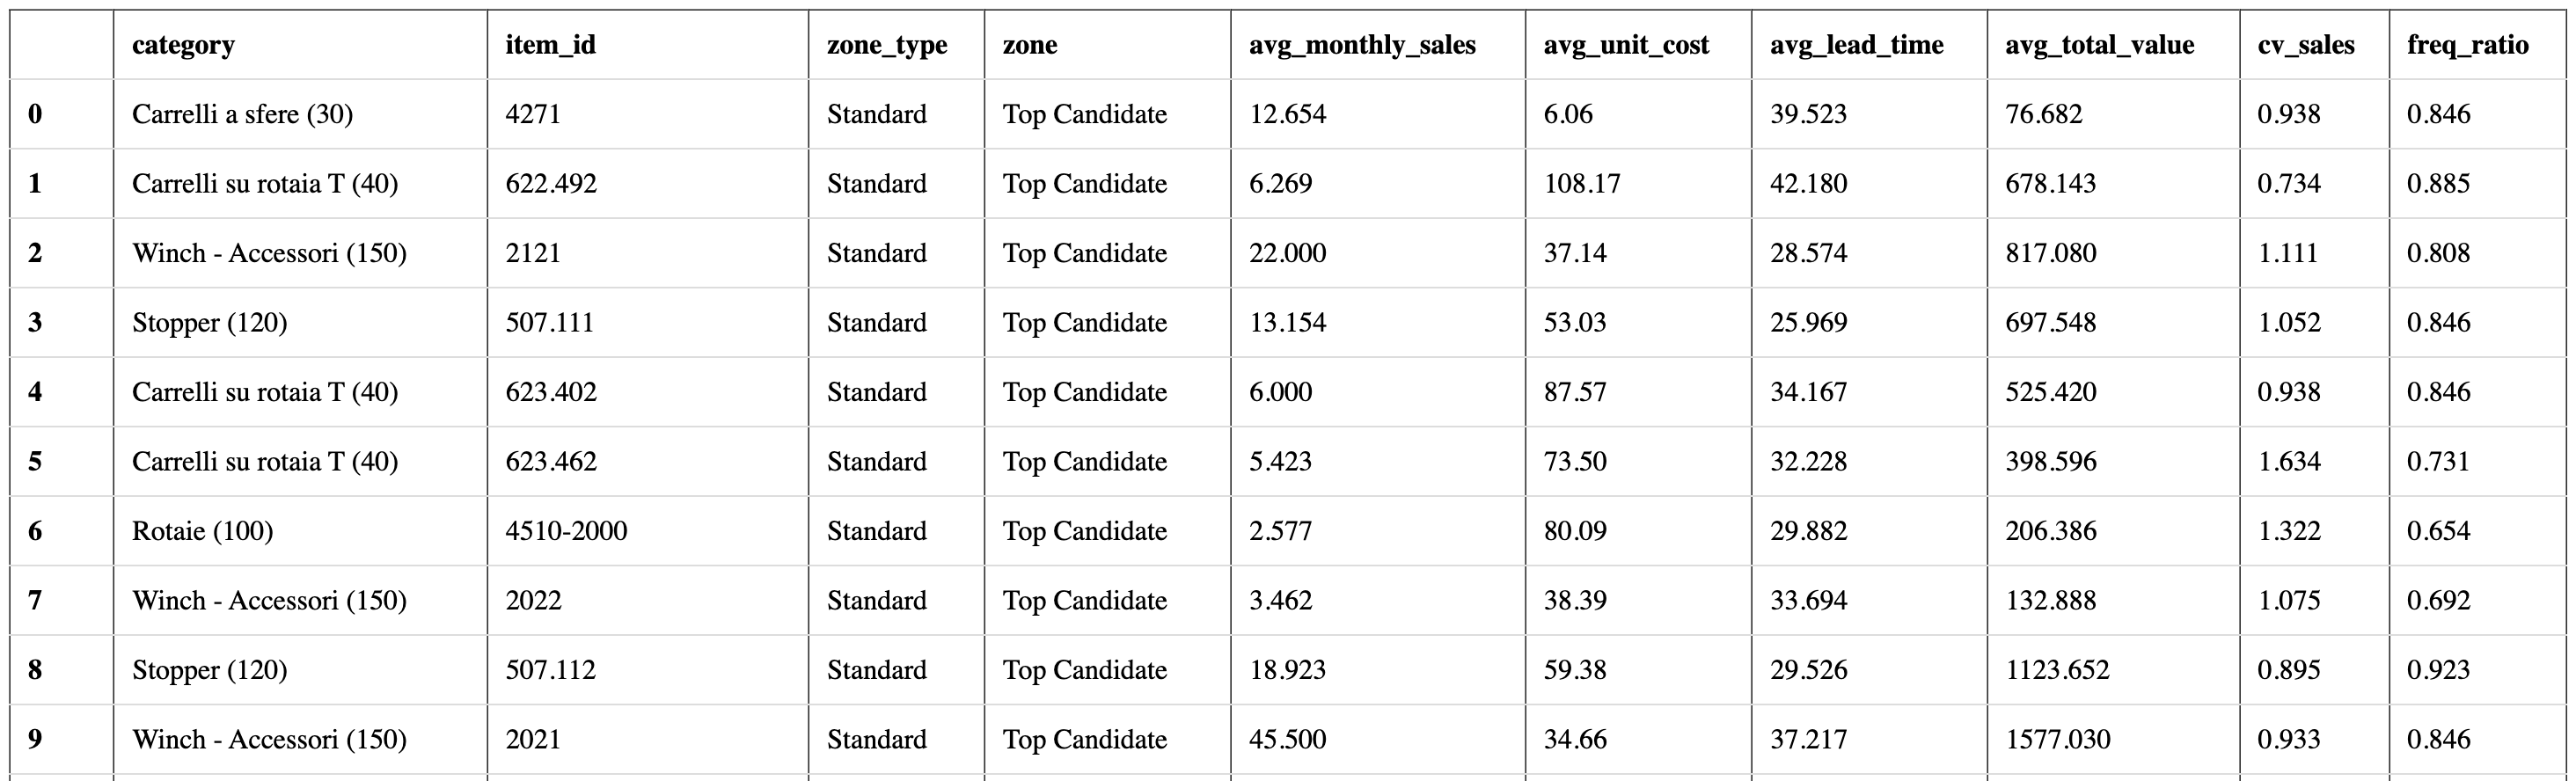 category item_id zone_type zone avg_monthly_sales avg_unit_cost avg_lead_time avg_total_value cv_sales freq_ratio
0 Carrelli a sfere (30) 4271 Standard Top Candidate 12.654 6.06 39.523 76.682 0.938 0.846
1 Carrelli su rotaia T (40) 622.492 Standard Top Candidate 6.269 108.17 42.180 678.143 0.734 0.885
2 Winch - Accessori (150) 2121 Standard Top Candidate 22.000 37.14 28.574 817.080 1.111 0.808
3 Stopper (120) 507.111 Standard Top Candidate 13.154 53.03 25.969 697.548 1.052 0.846
4 Carrelli su rotaia T (40) 623.402 Standard Top Candidate 6.000 87.57 34.167 525.420 0.938 0.846
5 Carrelli su rotaia T (40) 623.462 Standard Top Candidate 5.423 73.50 32.228 398.596 1.634 0.731
6 Rotaie (100) 4510-2000 Standard Top Candidate 2.577 80.09 29.882 206.386 1.322 0.654
7 Winch - Accessori (150) 2022 Standard Top Candidate 3.462 38.39 33.694 132.888 1.075 0.692
8 Stopper (120) 507.112 Standard Top Candidate 18.923 59.38 29.526 1123.652 0.895 0.923
9 Winch - Accessori (150) 2021 Standard Top Candidate 45.500 34.66 37.217 1577.030 0.933 0.846